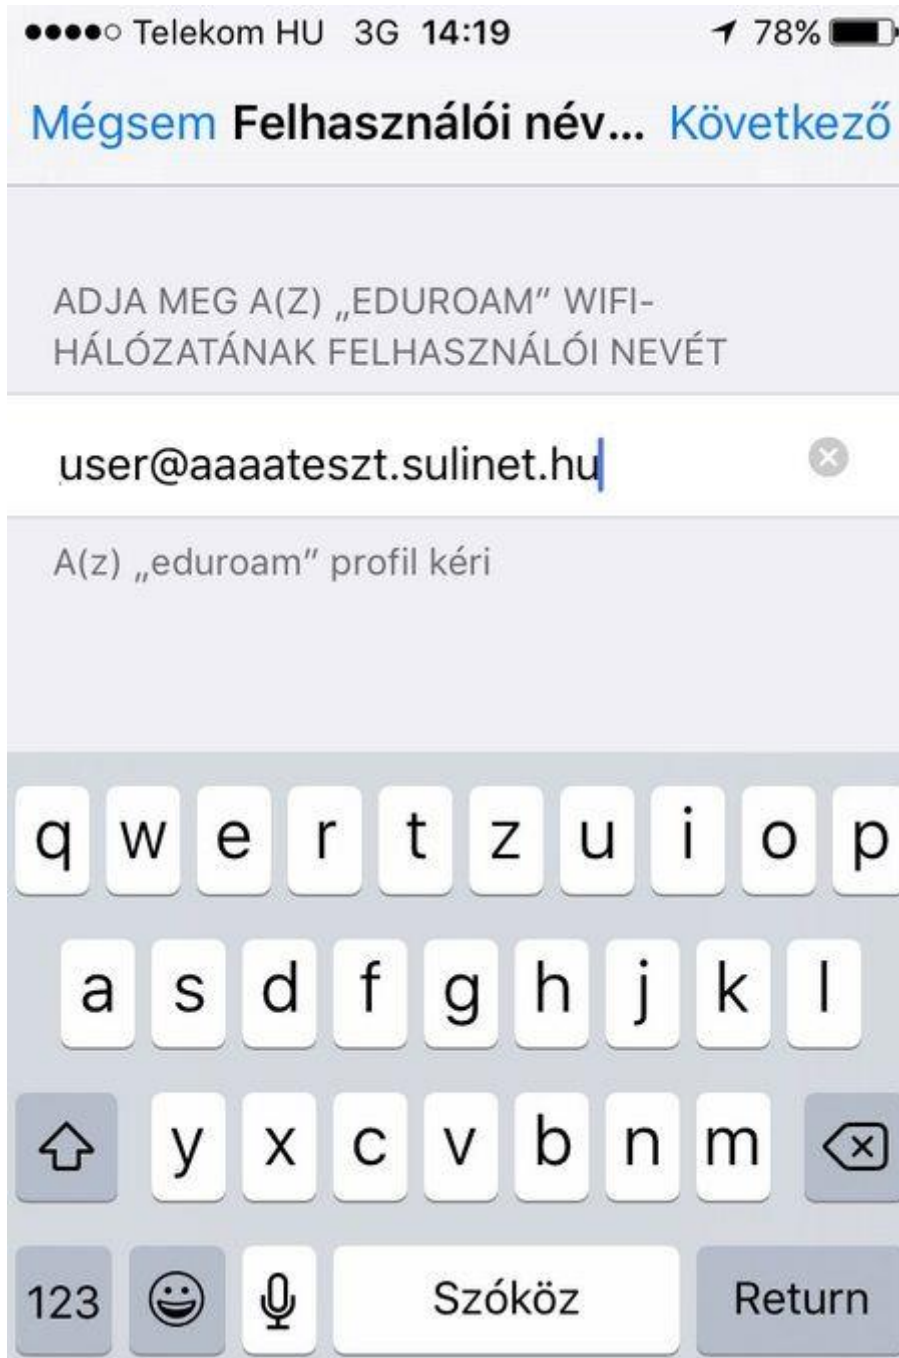 Telekom HU 3G 14:19 78%
Mégsem Felhasználói név... Következő
ADJA MEG A(Z) „EDUROAM” WIFI-
HÁLÓZATÁNAK FELHASZNÁLÓI NEVÉT
user@aaaateszt.sulinet.hu
A(z) „eduroam” profil kéri
q w e r t z u i o p
a s d f g h j k l
y x c v b n m
123 Szóköz Return